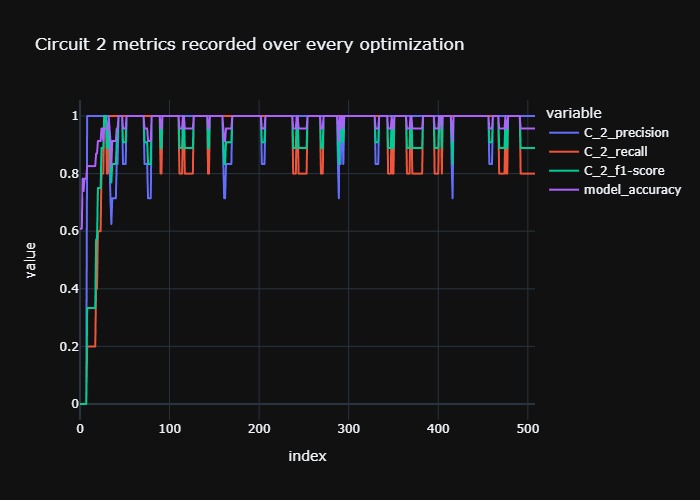 Circuit 2 metrics recorded over every optimization
variable
C_2_precision
C_2_recall
C_2_f1-score
model_accuracy
value
1
0.8
0.6
0.4
0.2
0
0 100 200 300 400 500
index